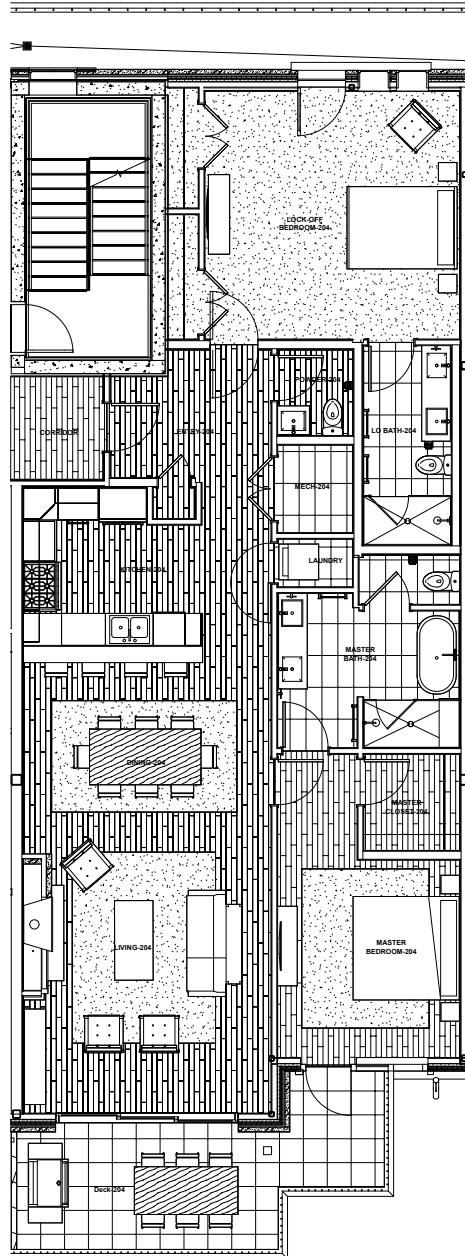 LOCK-OFF
BEDROOM-204
POWDER-204
CORRIDOR
ENTRY-204
LO BATH-204
MECH-204
LAUNDRY
KITCHEN-204
MASTER
BATH-204
DINING-204
MASTER
CLOSET-204
LIVING-204
MASTER
BEDROOM-204
Deck-204